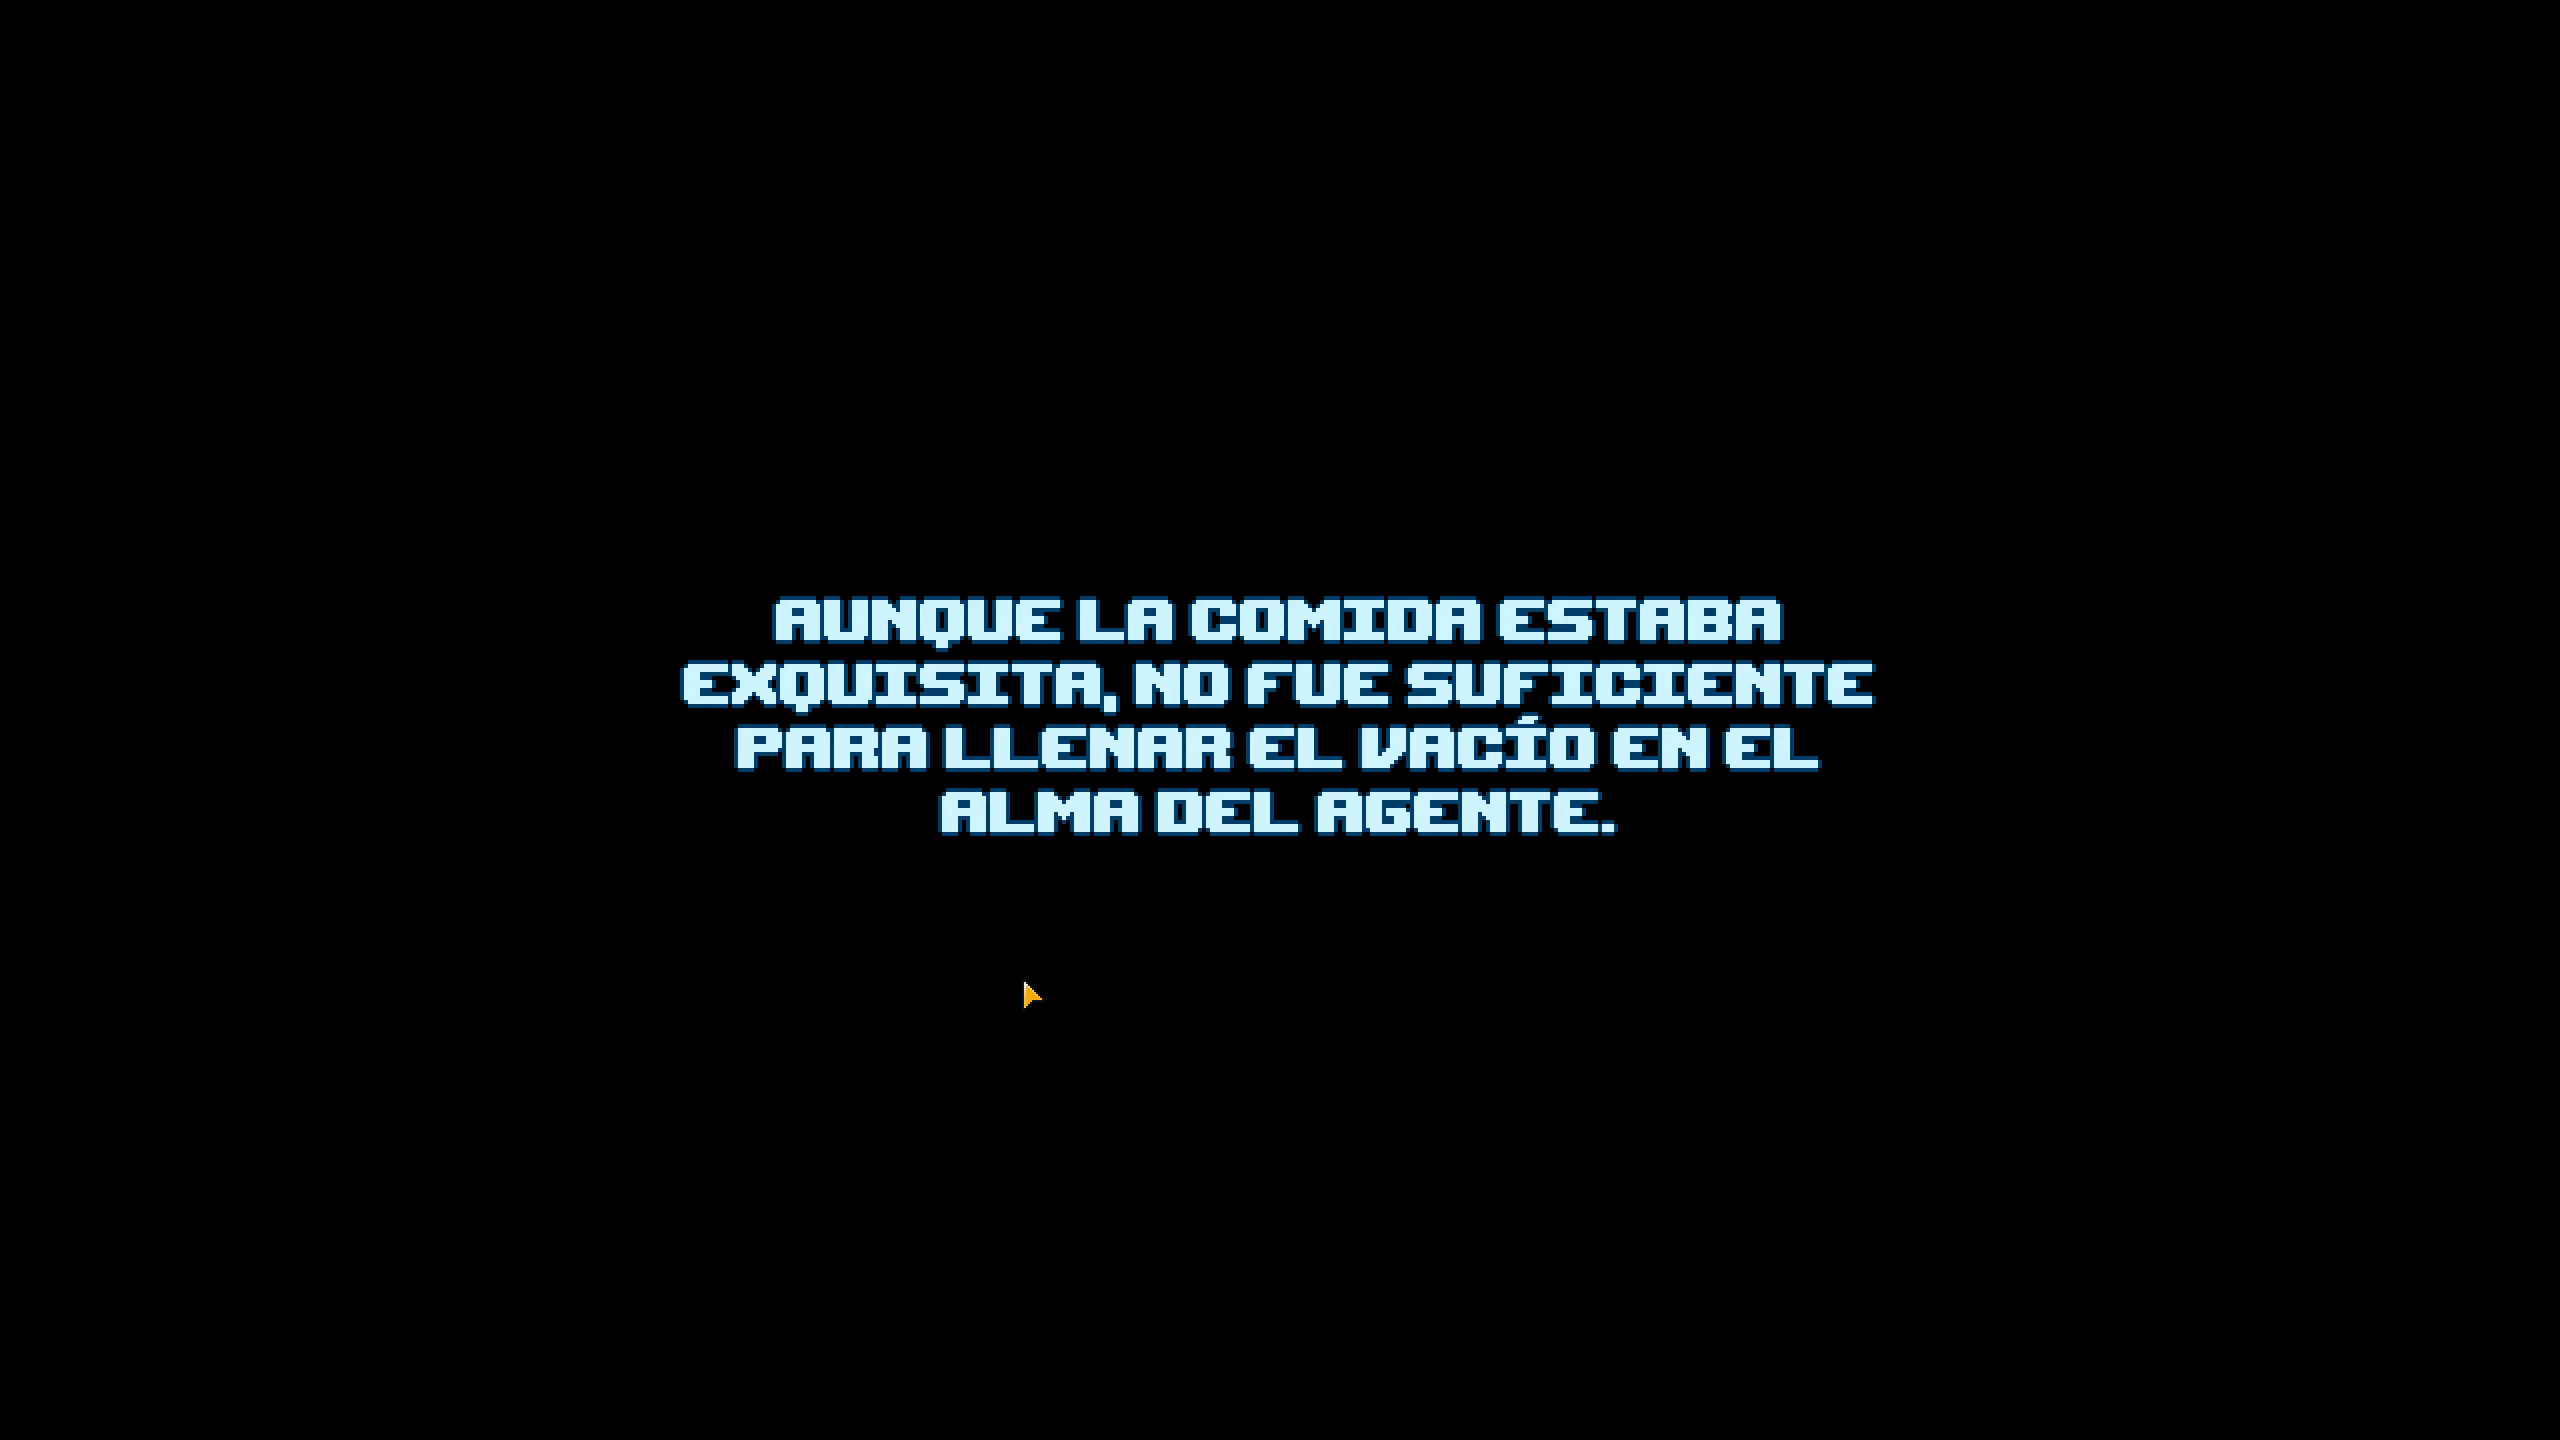 AUNQUE LA COMIDA ESTABA
EXQUISITA, NO FUE SUFICIENTE
PARA LLENAR EL VACÍO EN EL
ALMA DEL AGENTE.